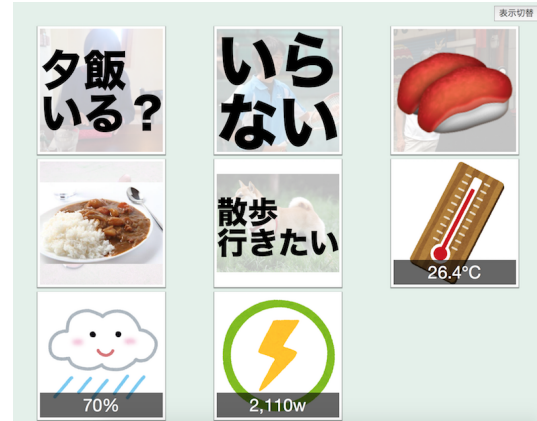 表示切替
夕飯
いる？
いら
ない
散歩
行きたい
26.4℃
70%
2,110w